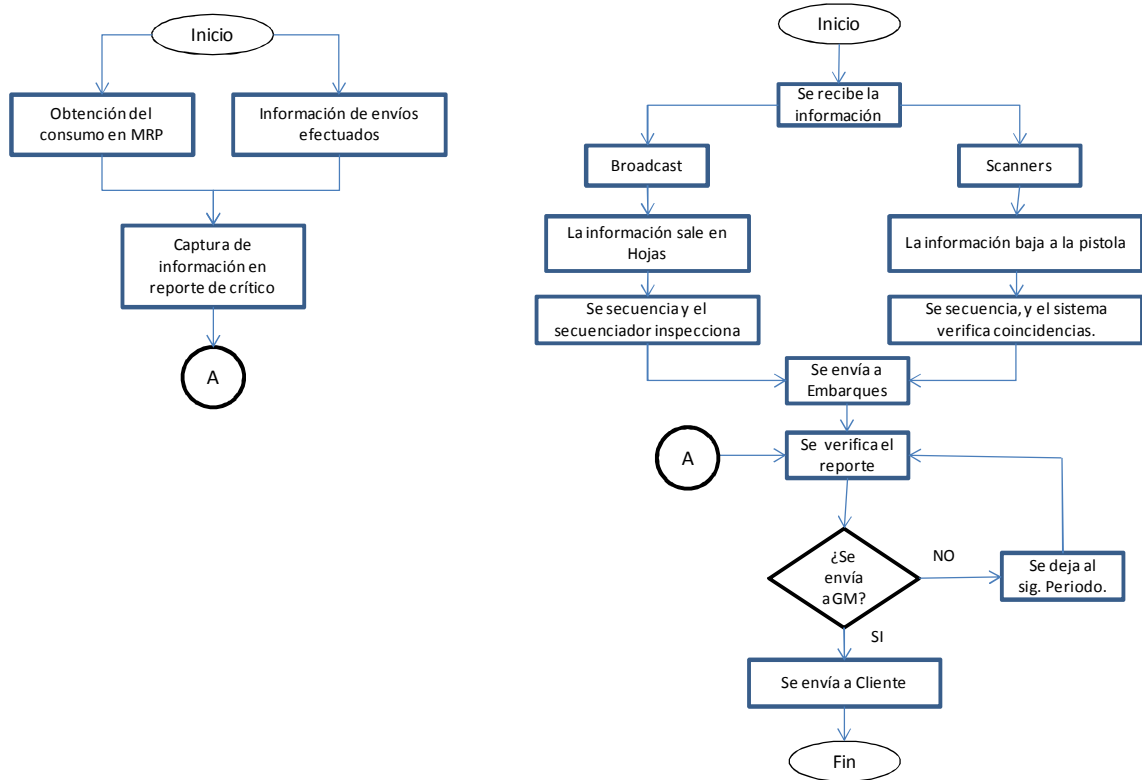 Inicio
Obtención del
consumo en MRP
Información de envíos
efectuados
Captura de
información en
reporte de crítico
A
Inicio
Se recibe la
información
Broadcast
Scanners
La información sale en
Hojas
La información baja a la pistola
Se secuencia y el
secuenciador inspecciona
Se secuencia, y el sistema
verifica coincidencias.
Se envía a
Embarques
A
Se verifica el
reporte
¿Se
envía
a GM?
NO
Se deja al
sig. Periodo.
SI
Se envía a Cliente
Fin